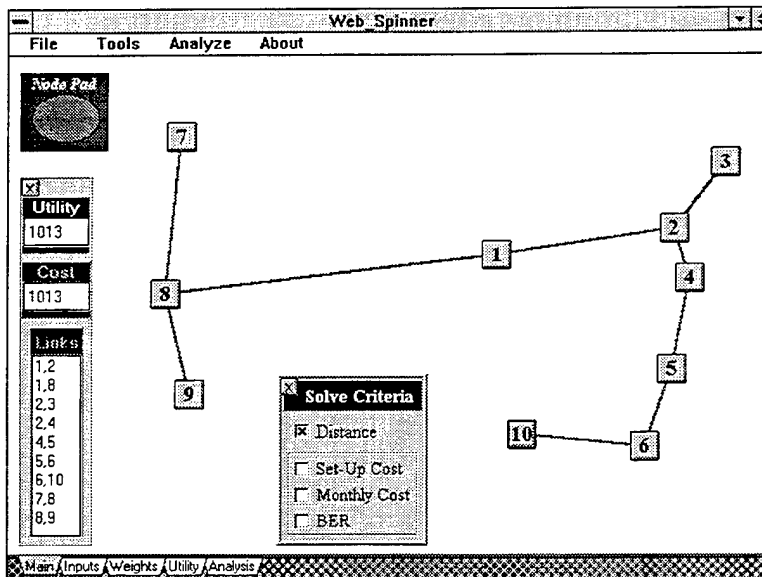 Web_Spinner
File Tools Analyze About
Node Pad
7
3
2
1
4
8
5
9
10
6
Utility
1013
Cost
1013
Links
1,2
1,8
2,3
2,4
4,5
5,6
6,10
7,8
8,9
Solve Criteria
Distance
Set-Up Cost
Monthly Cost
BER
Main Inputs Weights Utility Analysis